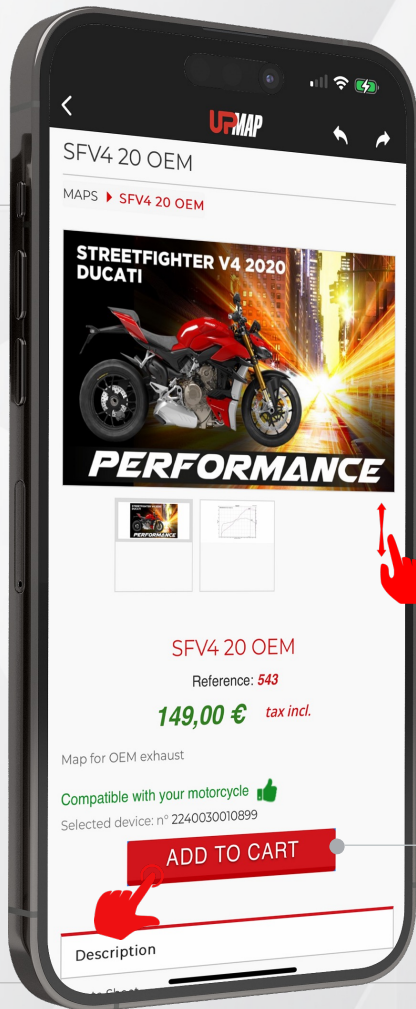 UPMAP
SFV4 20 OEM
MAPS SFV4 20 OEM
STREETFIGHTER V4 2020
DUCATI
PERFORMANCE
PERFORMANCE
SFV4 20 OEM
Reference: 543
149,00 € tax incl.
Map for OEM exhaust
Compatible with your motorcycle
Selected device: n° 2240030010899
ADD TO CART
Description